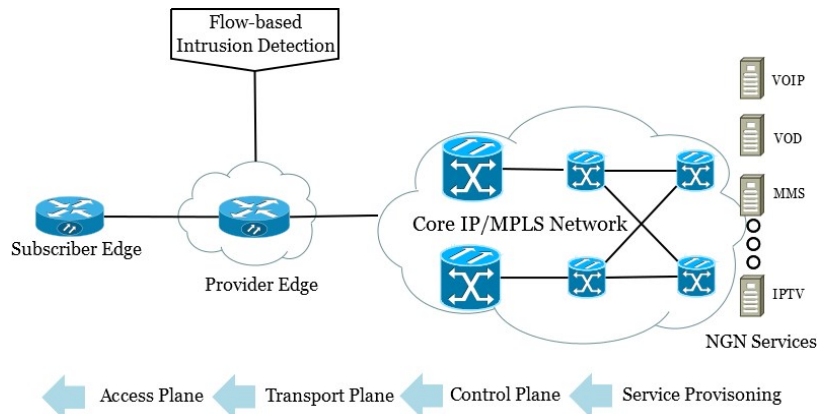 Flow-based
Intrusion Detection
VOIP
VOD
MMS
Core IP/MPLS Network
Subscriber Edge
Provider Edge
IPTV
NGN Services
Access Plane
Transport Plane
Control Plane
Service Provisoning